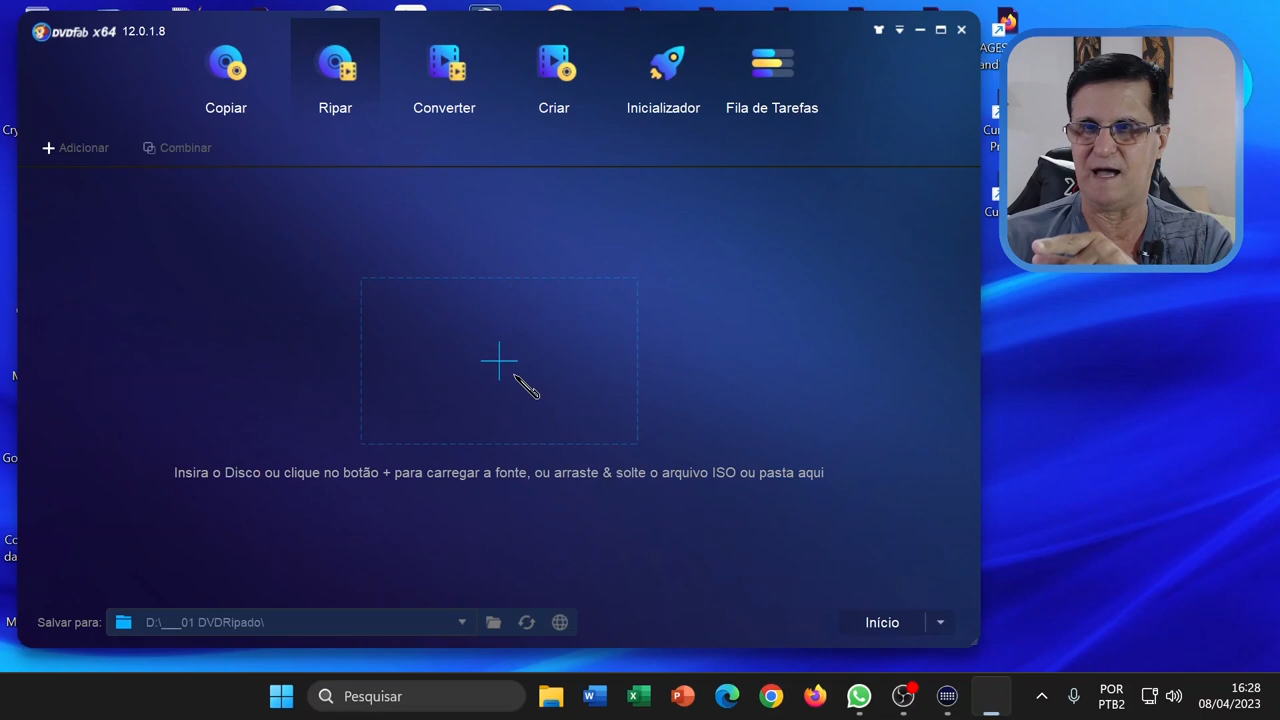 DVDFab x64 12.0.1.8
Copiar
Ripar
Converter
Criar
Inicializador
Fila de Tarefas
Adicionar
Combinar
Insira o Disco ou clique no botão + para carregar a fonte, ou arraste & solte o arquivo ISO ou pasta aqui
Salvar para:
D:\___01 DVDRipado\
Início
Pesquisar
POR
PTB2
16:28
08/04/2023